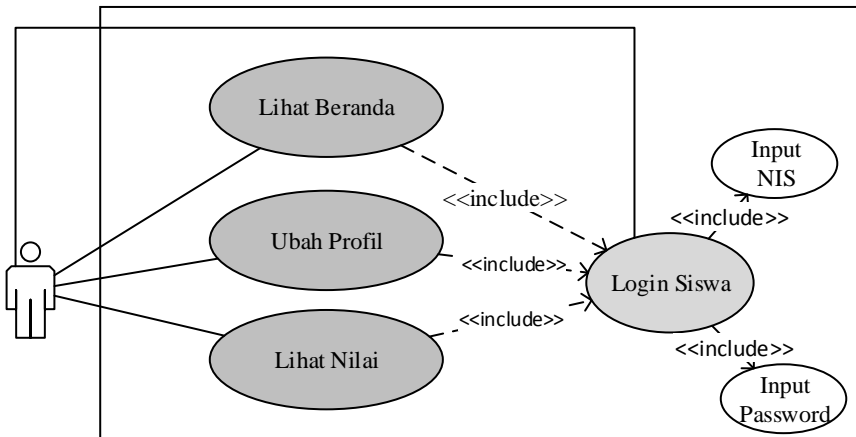 Lihat Beranda
<<include>>
Input
NIS
<<include>>
Ubah Profil
<<include>>
Login Siswa
<<include>>
Lihat Nilai
<<include>>
Input
Password